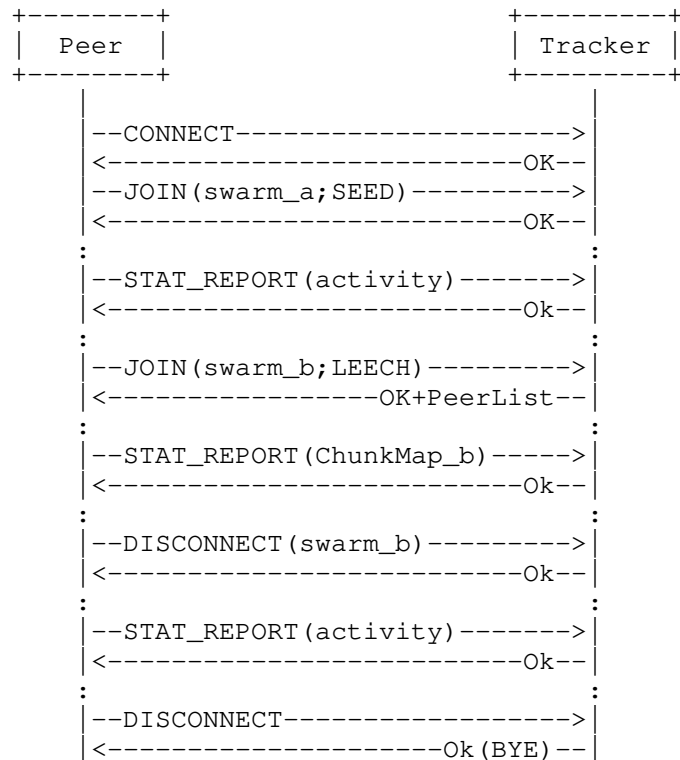 +--------+                      +---------+
|  Peer  |                      | Tracker |
+--------+                      +---------+
    |                                |
    |--CONNECT---------------------->|
    |<--------------------------OK--|
    |--JOIN(swarm_a;SEED)---------->|
    |<--------------------------OK--|
    :                                :
    |--STAT_REPORT(activity)------->|
    |<--------------------------Ok--|
    :                                :
    |--JOIN(swarm_b;LEECH)--------->|
    |<-----------------OK+PeerList--|
    :                                :
    |--STAT_REPORT(ChunkMap_b)----->|
    |<--------------------------Ok--|
    :                                :
    |--DISCONNECT(swarm_b)--------->|
    |<--------------------------Ok--|
    :                                :
    |--STAT_REPORT(activity)------->|
    |<--------------------------Ok--|
    :                                :
    |--DISCONNECT------------------>|
    |<---------------------Ok(BYE)--|